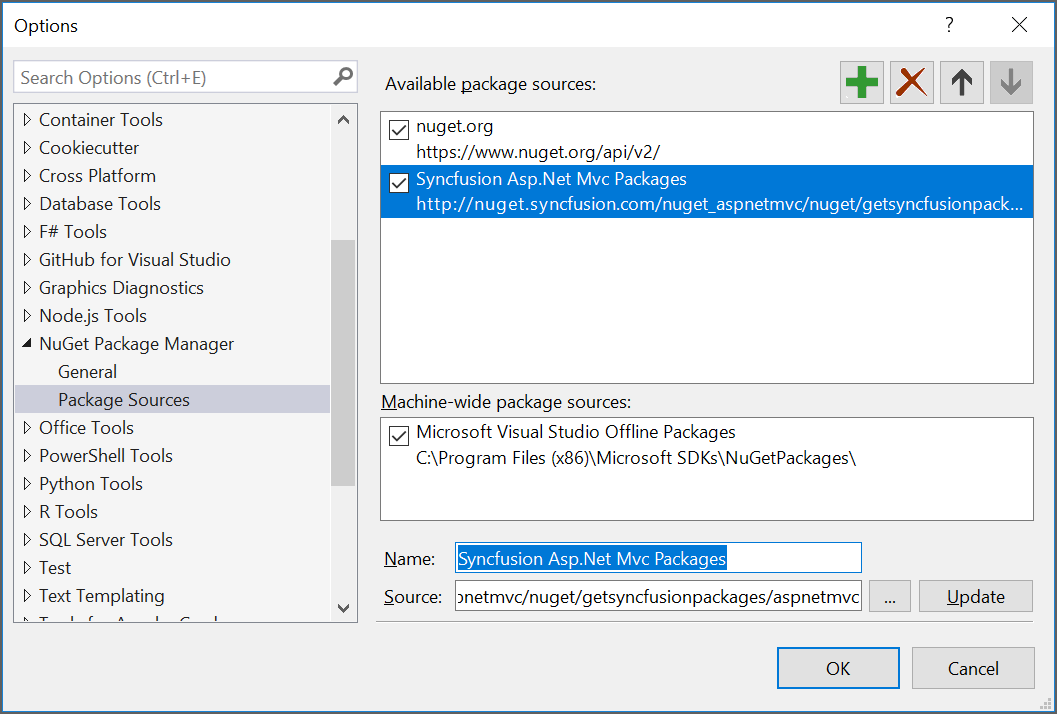 Options
?
Search Options (Ctrl+E)
Container Tools
Cookiecutter
Cross Platform
Database Tools
F# Tools
GitHub for Visual Studio
Graphics Diagnostics
Node.js Tools
NuGet Package Manager
General
Package Sources
Office Tools
PowerShell Tools
Python Tools
R Tools
SQL Server Tools
Test
Text Templating
Available package sources:
nuget.org
https://www.nuget.org/api/v2/
Syncfusion Asp.Net Mvc Packages
http://nuget.syncfusion.com/nuget_aspnetmvc/nuget/getsyncfusionpack...
Machine-wide package sources:
Microsoft Visual Studio Offline Packages
C:\Program Files (x86)\Microsoft SDKs\NuGetPackages\
Name: Syncfusion Asp.Net Mvc Packages
Source: pnetmvc/nuget/getsyncfusionpackages/aspnetmvc ... Update
OK Cancel